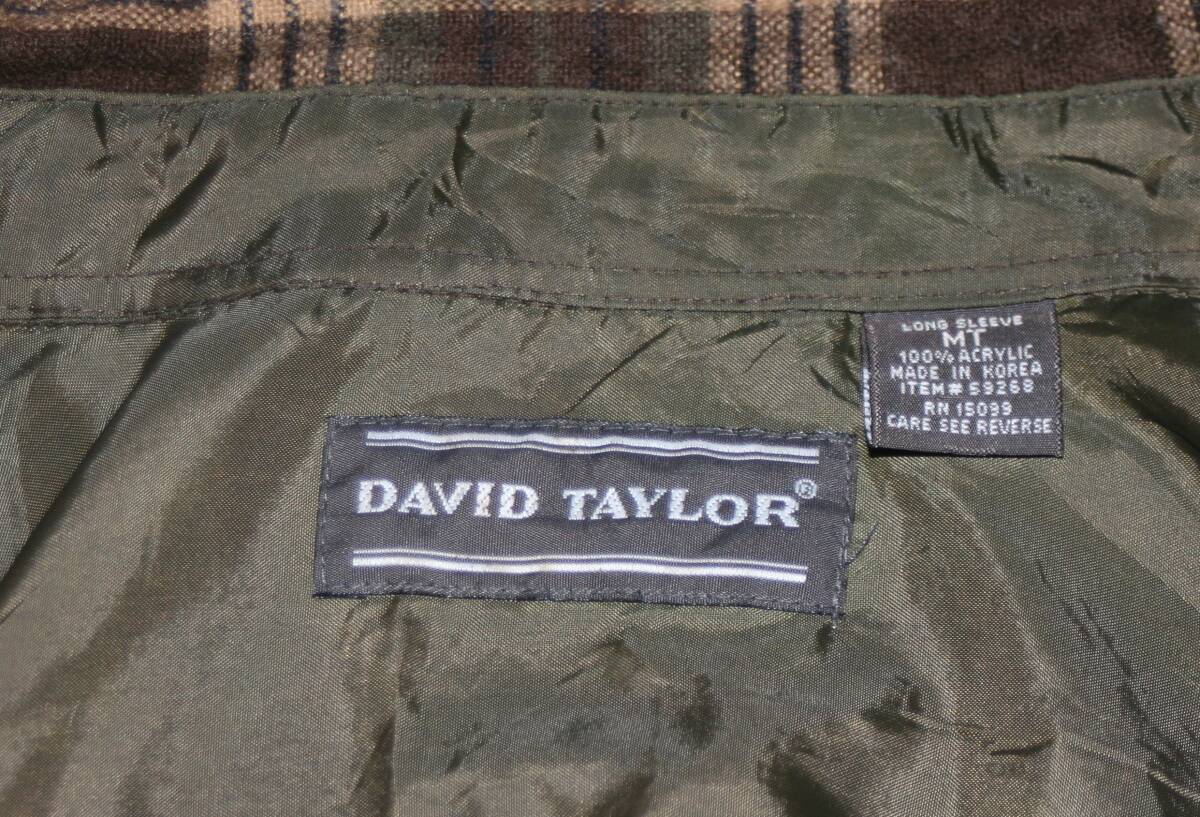 LONG SLEEVE
MT
100% ACRYLIC
MADE IN KOREA
ITEM# 59268
RN 15099
CARE SEE REVERSE
DAVID TAYLOR®